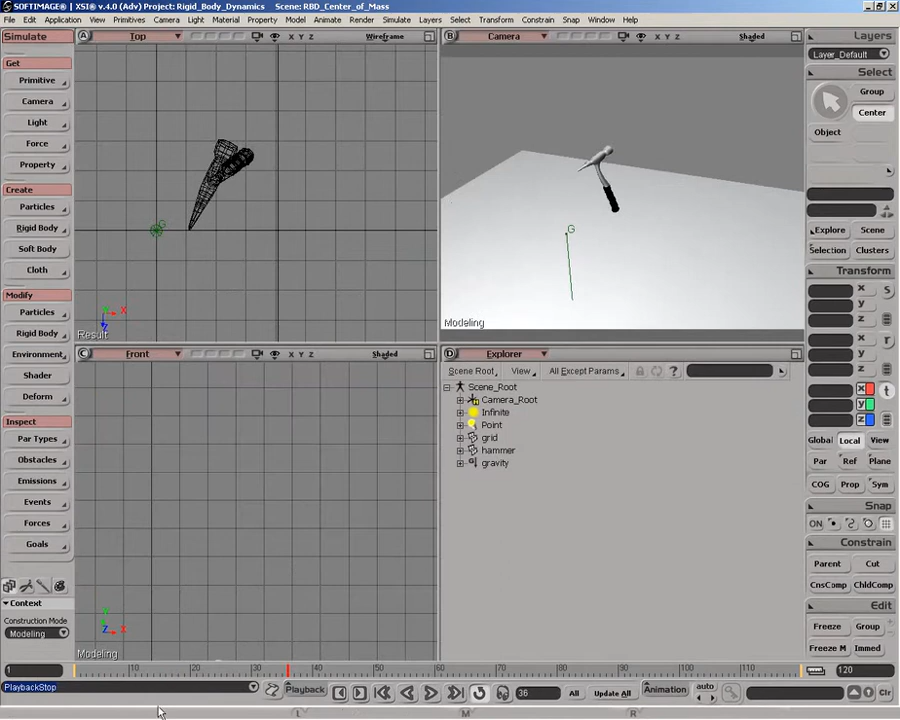 SOFTIMAGE® | XSI® v.4.0 (Adv) Project: Rigid_Body_Dynamics Scene: RBD_Center_of_Mass
File Edit View Primitives Camera Light Material Property Model Animate Render Simulate Layers Select Transform Constrain Snap Window Help
Simulate
Get
Primitive
Camera
Light
Force
Property
Create
Particles
Rigid Body
Soft Body
Cloth
Modify
Particles
Rigid Body
Environment
Shader
Deform
Inspect
Par Types
Obstacles
Emissions
Events
Forces
Goals
Context
Construction Mode
Modeling
A Top X Y Z Wireframe
G
X
Z
Result
B Camera X Y Z Shaded
G
Modeling
C Front X Y Z Shaded
Z X
Modeling
D Explorer
Scene Root View All Except Params ?
Scene_Root
Camera_Root
Infinite
Point
grid
hammer
gravity
Layers
Layer_Default
Select
Group
Center
Object
Explore Scene
Selection Clusters
Transform
x S
y
z
x r
y
z
x t
y
z
Global Local View
Par Ref Plane
COG Prop Sym
Snap
ON
Constrain
Parent Cut
CnsComp ChldComp
Edit
Freeze Group
Freeze M Immed
1 10 20 30 40 50 60 70 80 90 100 110 120
PlaybackStop Playback 36 All Update All Animation auto Clr
L M R